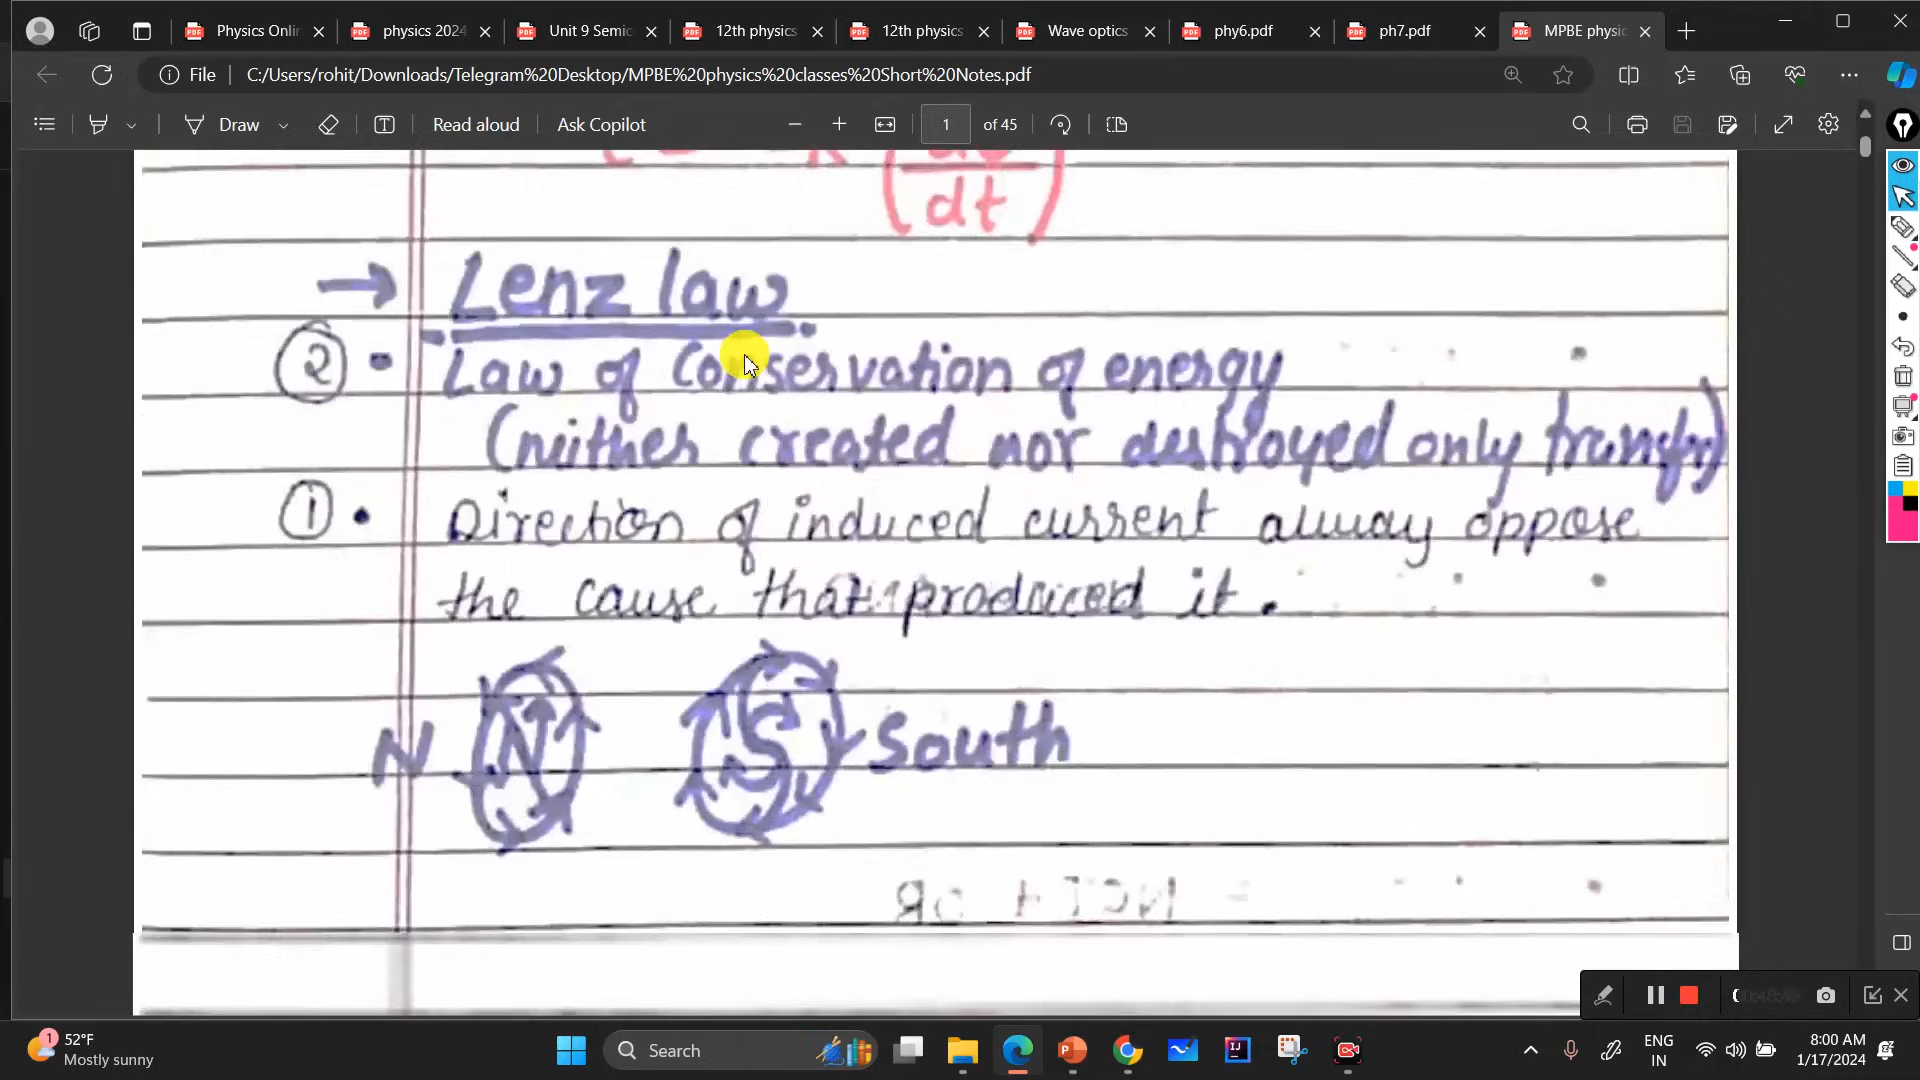 Physics Onlin
physics 2024
Unit 9 Semic
12th physics
12th physics
Wave optics
phy6.pdf
ph7.pdf
MPBE physic
File C:/Users/rohit/Downloads/Telegram%20Desktop/MPBE%20physics%20classes%20Short%20Notes.pdf
Draw Read aloud Ask Copilot 1 of 45
dt
→ Lenz law
② • Law of Conservation of energy
(neither created nor destroyed only transfr)
① • Direction of induced current alway oppose
the cause that produced it.
N N S South
1 52°F
Mostly sunny
Search
ENG
IN
8:00 AM
1/17/2024